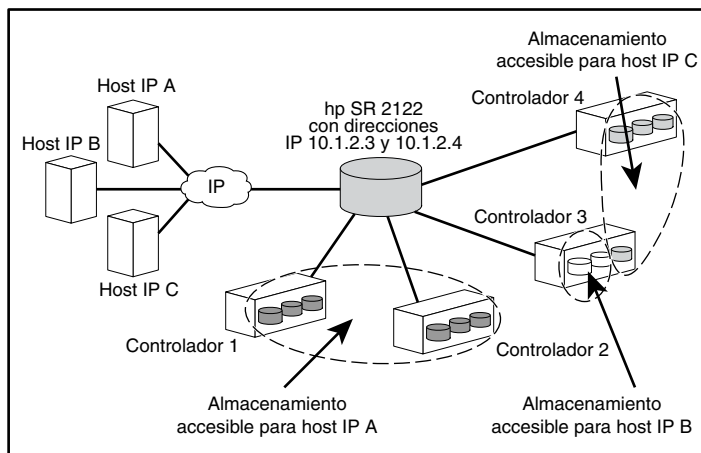 Almacenamiento
accesible para host IP C
Host IP A
Controlador 4
hp SR 2122
con direcciones
IP 10.1.2.3 y 10.1.2.4
Host IP B
IP
Controlador 3
Host IP C
Controlador 1
Controlador 2
Almacenamiento
accesible para host IP A
Almacenamiento
accesible para host IP B